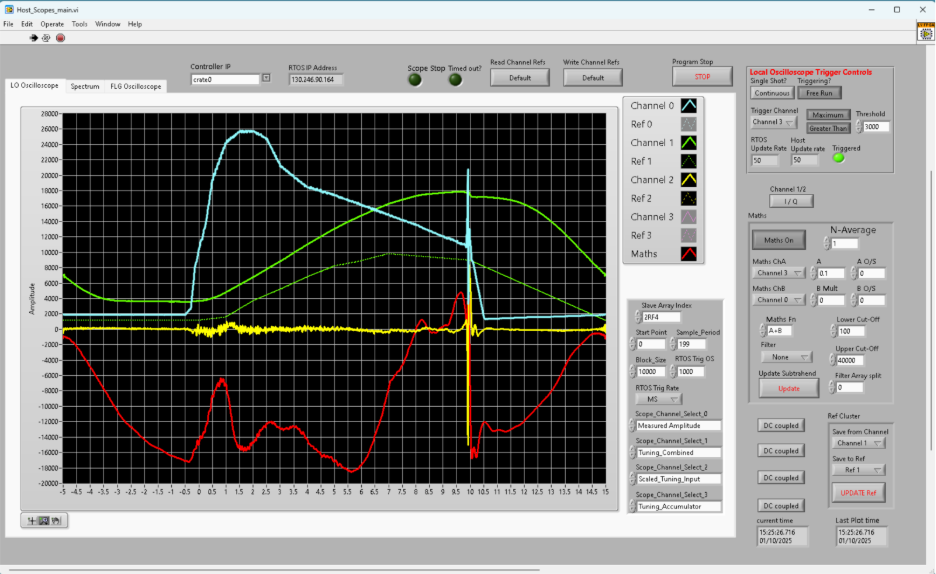 Host_Scopes_main.vi
File Edit Operate Tools Window Help
Controller IP
crate0
RTOS IP Address
130.246.90.164
Scope Stop Timed out?
Read Channel Refs
Default
Write Channel Refs
Default
Program Stop
STOP
LO Oscilloscope Spectrum FLG Oscilloscope
Amplitude
28000
26000
24000
22000
20000
18000
16000
14000
12000
10000
8000
6000
4000
2000
0
-2000
-4000
-6000
-8000
-10000
-12000
-14000
-16000
-18000
-20000
-5 -4.5 -4 -3.5 -3 -2.5 -2 -1.5 -1 -0.5 0 0.5 1 1.5 2 2.5 3 3.5 4 4.5 5 5.5 6 6.5 7 7.5 8 8.5 9 9.5 10 10.5 11 11.5 12 12.5 13 13.5 14 14.5 15
Channel 0
Ref 0
Channel 1
Ref 1
Channel 2
Ref 2
Channel 3
Ref 3
Maths
Slave Array Index
2RF4
Start Point Sample_Period
0 199
Block_Size RTOS Trig OS
10000 1000
RTOS Trig Rate
MS
Scope_Channel_Select_0
Measured Amplitude
Scope_Channel_Select_1
Tuning_Combined
Scope_Channel_Select_2
Scaled_Tuning_Input
Scope_Channel_Select_3
Tuning_Accumulator
Local Oscilloscope Trigger Controls
Single Shot? Triggering?
Continuous Free Run
Trigger Channel
Channel 3
Maximum
Greater Than
Threshold
3000
RTOS Update Rate
50
Host Update rate
50
Triggered
Channel 1/2
I / Q
Maths
Maths On
N-Average
1
Maths ChA A A O/S
Channel 3 0.1 0
Maths ChB B Mult B O/S
Channel 0 0 0
Maths Fn
A+B
Lower Cut-Off
100
Filter
None
Upper Cut-Off
40000
Update Subtrahend
Update
Filter Array split
0
DC coupled
DC coupled
DC coupled
DC coupled
Ref Cluster
Save from Channel
Channel 1
Save to Ref
Ref 1
UPDATE Ref
current time
15:25:26.716
01/10/2025
Last Plot time
15:25:26.716
01/10/2025